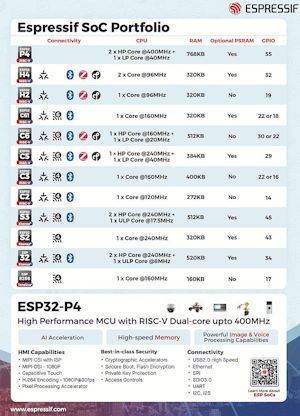 ESPRESSIF
Espressif SoC Portfolio
Connectivity CPU RAM Optional PSRAM GPIO
P4 2 x HP Core @400MHz + 1 x LP Core @40MHz 768KB Yes 55
H4 2 x Core @96MHz 320KB Yes 32
H2 1 x Core @96MHz 320KB No 19
C61 1 x Core @160MHz 320KB Yes 22 or 18
C6 1 x HP Core @160MHz + 1 x LP Core @20MHz 512KB No 30 or 22
C5 1 x HP Core @240MHz + 1 x LP Core @40MHz 384KB Yes 29
C3 1 x Core @160MHz 400KB No 22 or 16
C2 1 x Core @120MHz 272KB No 14
S3 2 x HP Core @240MHz + 1 x ULP Core @17.5MHz 512KB Yes 45
S2 1 x Core @240MHz 320KB Yes 43
32 2 x HP Core @240MHz + 1 x ULP Core @8MHz 520KB Yes 34
1 x Core @160MHz 160KB No 17
ESP32-P4
High Performance MCU with RISC-V Dual-core upto 400MHz
AI Acceleration High-speed Memory Powerful Image & Voice Processing Capabilities
HMI Capabilities
• MIPI-DSI with ISP
• MIPI-DSI - 1080P
• Capacitive Touch
• H.264 Encoding - 1080P@30fps
• Pixel Processing Accelerator
Best-in-class Security
• Cryptographic Accelerators
• Secure Boot, Flash Encryption
• Private Key Protection
• Access Controls
Connectivity
• USB2.0 High Speed
• Ethernet
• SPI
• SDIO3.0
• UART
• I2C, I2S
Learn More About
ESP SoCs
www.espressif.com